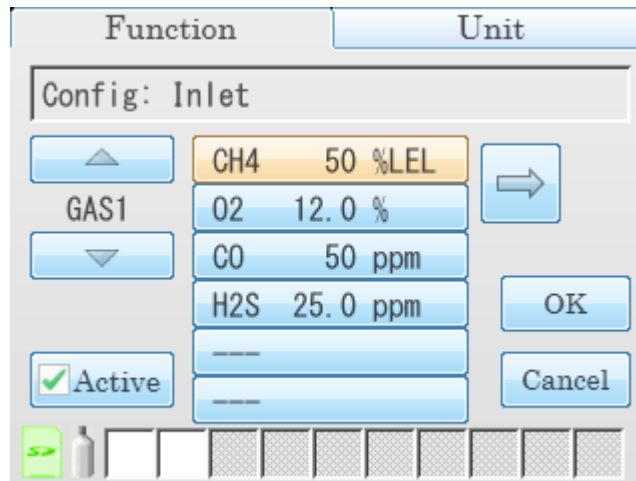 Function Unit
Config: Inlet
CH4 50 %LEL
GAS1
O2 12.0 %
CO 50 ppm
H2S 25.0 ppm
OK
---
Active
Cancel
---
SD